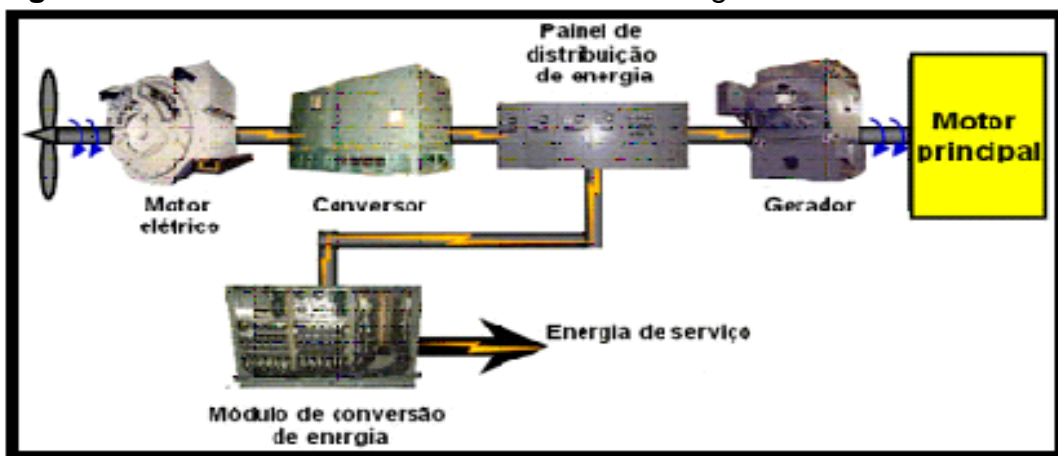 Painel de
distribuição
de energia
Motor
principal
Motor
elétrico
Conversor
Gerador
Energia de serviço
Módulo de conversão
de energia